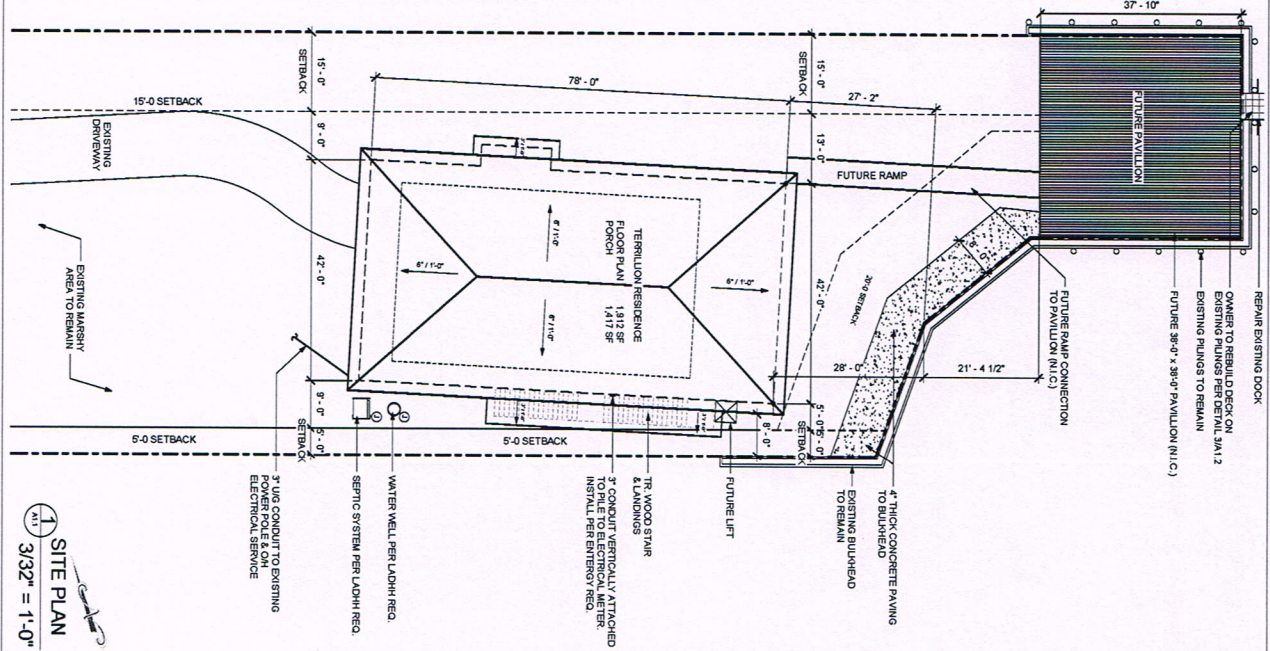 37' - 10"
REPAIR EXISTING DOCK
OWNER TO REBUILD DECK ON
EXISTING PILINGS PER DETAIL 3/A1.2
EXISTING PILINGS TO REMAIN
FUTURE 38'-0" x 38'-0" PAVILLION (N.I.C.)
FUTURE PAVILLION
FUTURE RAMP CONNECTION
TO PAVILLION (N.I.C.)
SETBACK
15' - 0"
15'-0 SETBACK
9' - 0"
EXISTING
DRIVEWAY
78' - 0"
SETBACK
15' - 0"
27' - 2"
13' - 0"
FUTURE RAMP
20'-0 SETBACK
42' - 0"
42' - 0"
TERRILLION RESIDENCE
FLOOR PLAN 1,912 SF
PORCH 1,417 SF
6" / 1'-0"
6" / 1'-0"
6" / 1'-0"
6" / 1'-0"
28' - 0"
21' - 4 1/2"
EXISTING MARSHY
AREA TO REMAIN
9' - 0"
5' - 0"
SETBACK
5' - 0"
8' - 0"
SETBACK
5'-0 SETBACK
5'-0 SETBACK
4" THICK CONCRETE PAVING
TO BULKHEAD
EXISTING BULKHEAD
TO REMAIN
FUTURE LIFT
TR. WOOD STAIR
& LANDINGS
3" CONDUIT VERTICALLY ATTACHED
TO PILE TO ELECTRICAL METER.
INSTALL PER ENTERGY REQ.
WATER WELL PER LADHH REQ.
SEPTIC SYSTEM PER LADHH REQ.
3" U/G CONDUIT TO EXISTING
POWER POLE & O/H
ELECTRICAL SERVICE
1
A1.1
SITE PLAN
3/32" = 1'-0"